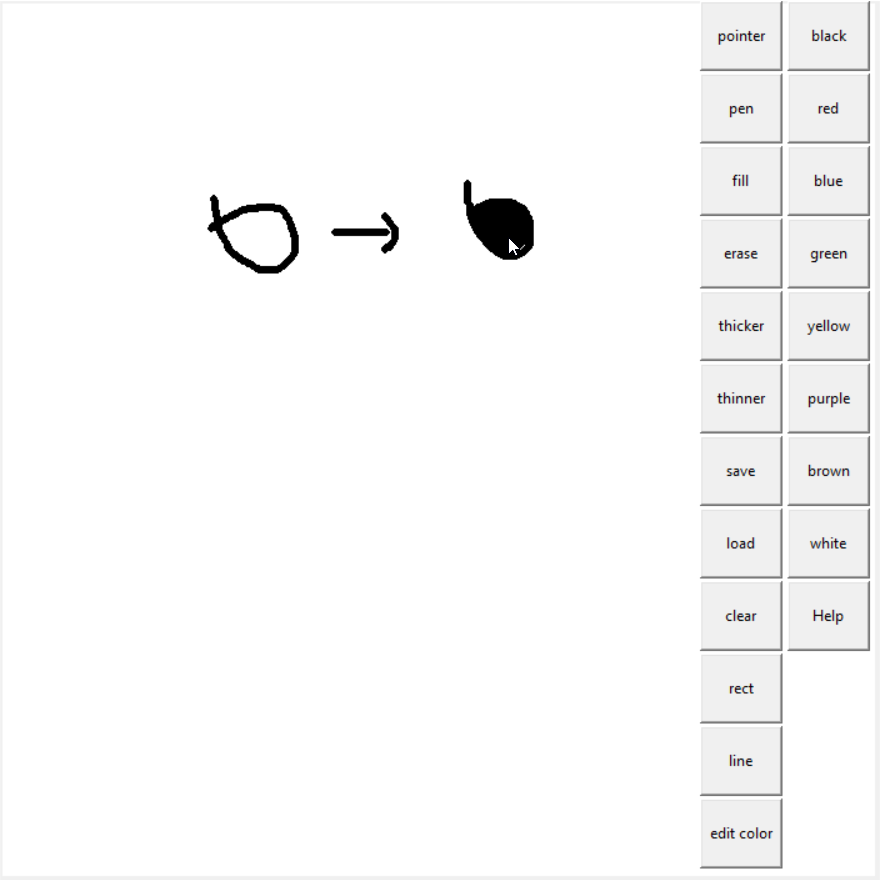 pointer black
pen red
fill blue
erase green
thicker yellow
thinner purple
save brown
load white
clear Help
rect
line
edit color